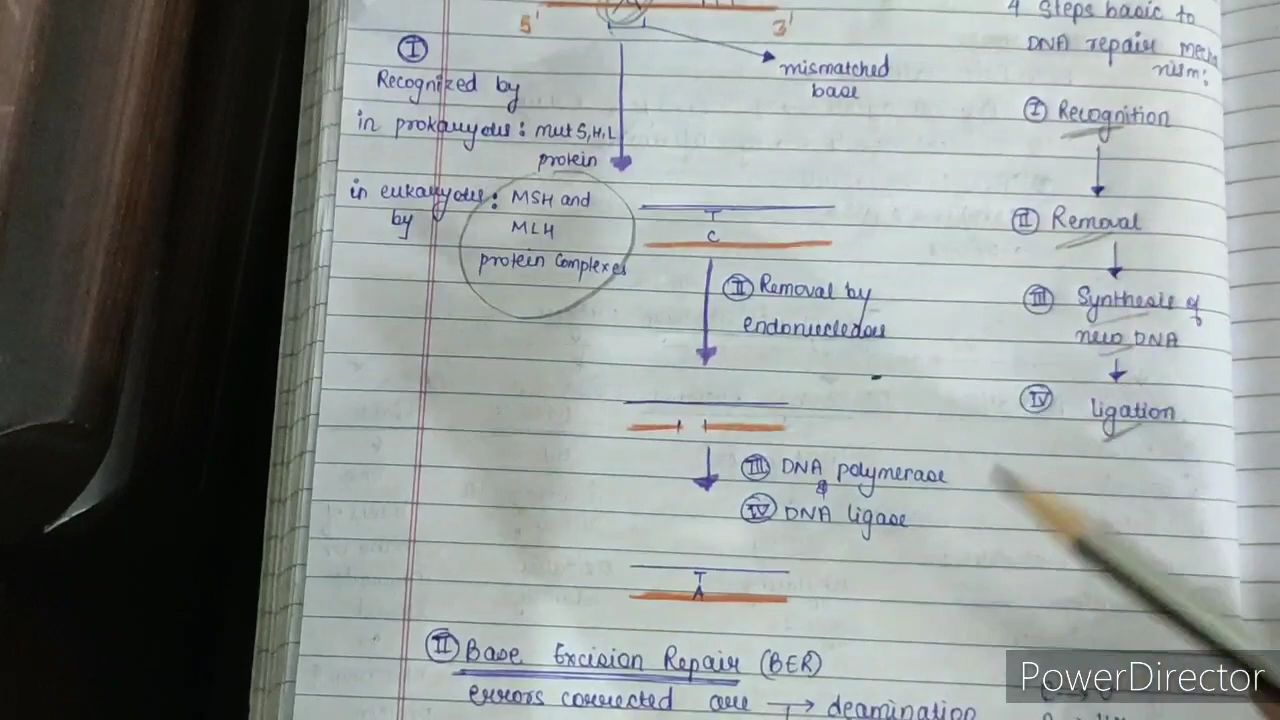 5' 3'
mismatched
base
I
Recognized by
in prokaryous: mut S,H,L
protein
in eukaryous: MSH and
by MLH
protein complexes
T
C
II Removal by
endonuclease
III DNA polymerase
&
IV DNA ligase
T
A
II Base Excision Repair (BER)
errors corrected are → deamination
4 steps basic to
DNA repair mecha
nism:
I Recognition
II Removal
III Synthesis of
new DNA
IV ligation
PowerDirector